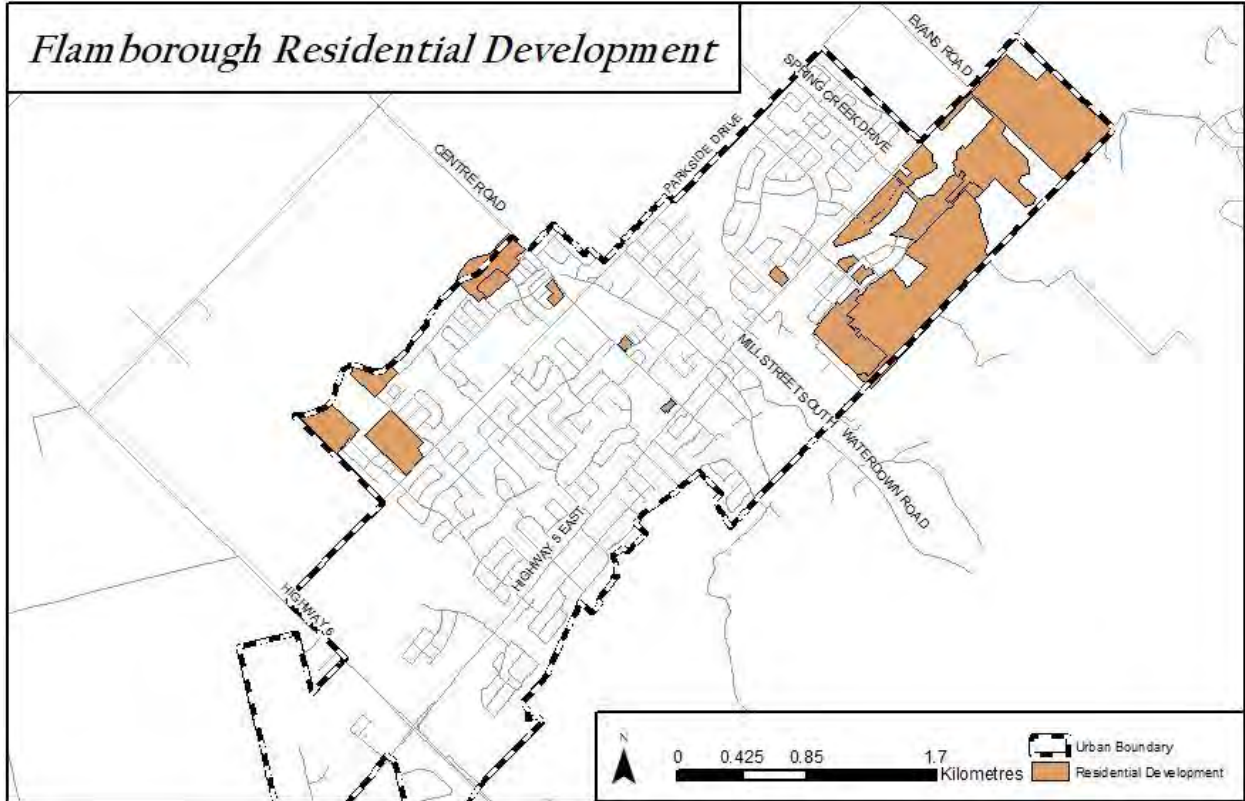 Flamborough Residential Development
EVANS ROAD
SPRING CREEK DRIVE
PARKSIDE DRIVE
CENTRE ROAD
MILL STREET SOUTH
WATERDOWN ROAD
HIGHWAY 5 EAST
HIGHWAY 6
N
0 0.425 0.85 1.7
Kilometres
Urban Boundary
Residential Development